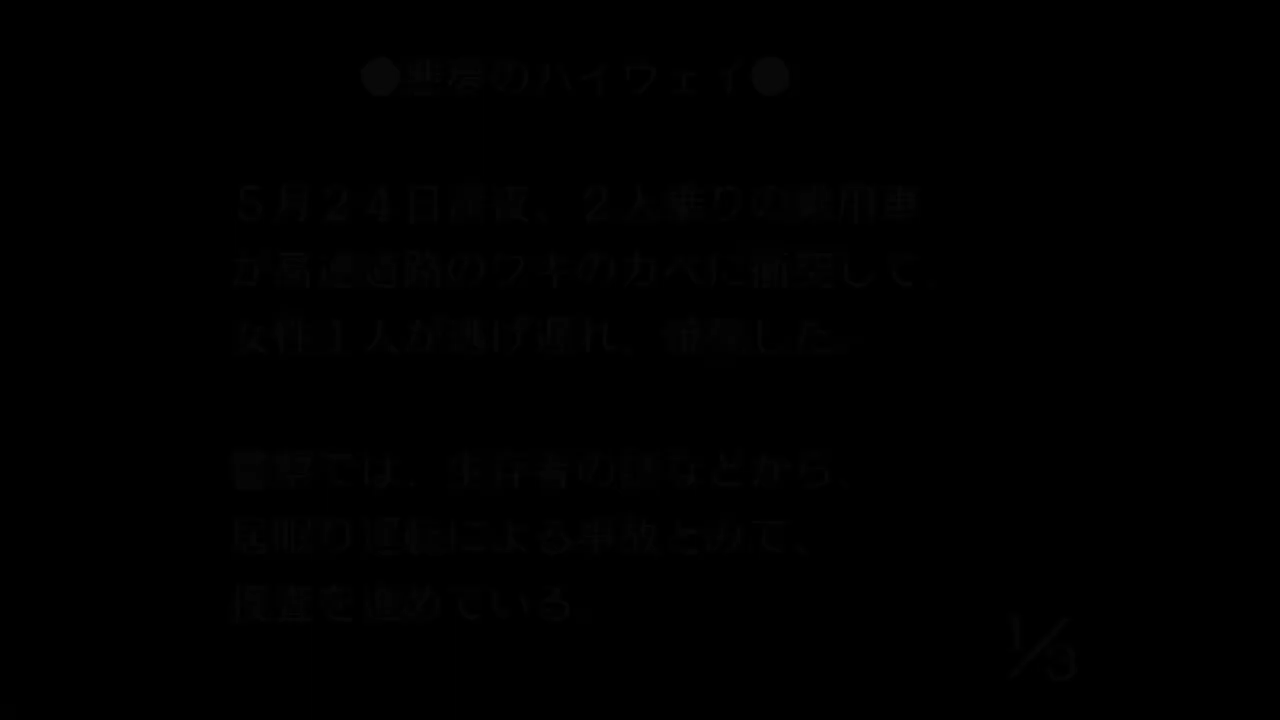 ●悪夢のハイウェイ●
5月24日深夜、2人乗りの乗用車
が高速道路のワキのカベに衝突して
女性1人が逃げ遅れ、
警察では、生存者の話などから、
居眠り運転による事故とみて、
捜査を進めている。
1/3